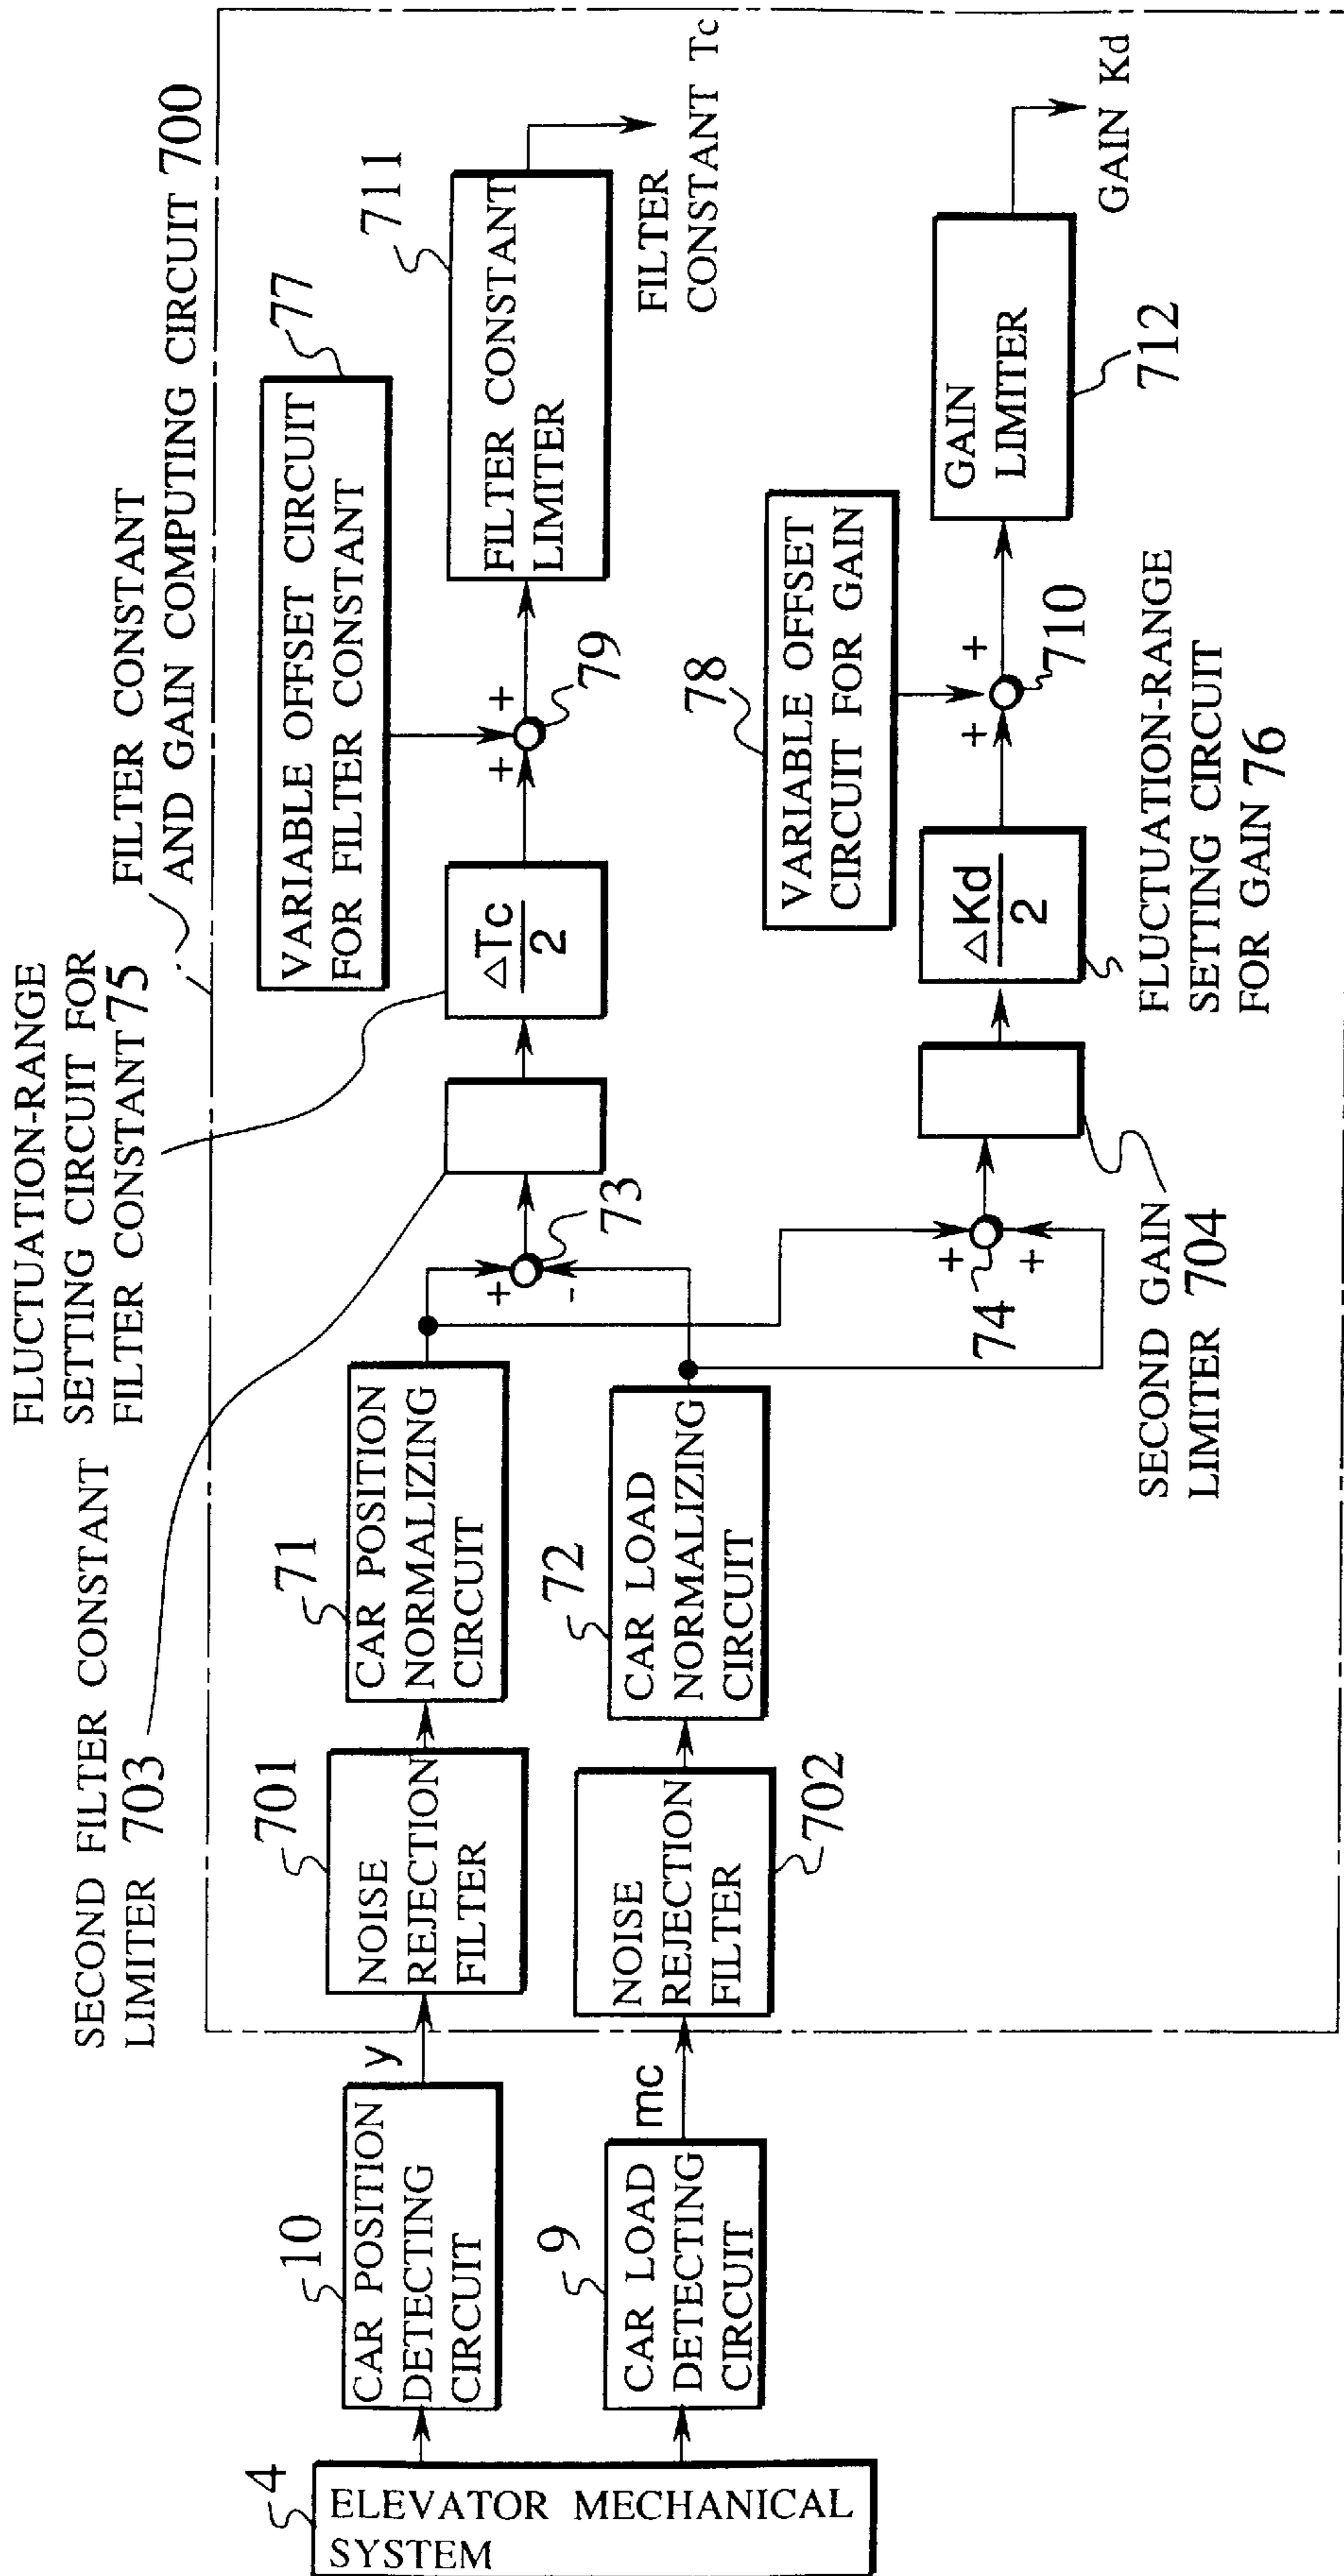 FLUCTUATION-RANGE
SETTING CIRCUIT FOR
FILTER CONSTANT 75
SECOND FILTER CONSTANT
LIMITER 703
FILTER CONSTANT
AND GAIN COMPUTING CIRCUIT 700
4
ELEVATOR MECHANICAL
SYSTEM
10
CAR POSITION
DETECTING
CIRCUIT
y
701
NOISE
REJECTION
FILTER
71
CAR POSITION
NORMALIZING
CIRCUIT
+
-
73
△Tc
2
77
VARIABLE OFFSET CIRCUIT
FOR FILTER CONSTANT
+
+
79
711
FILTER CONSTANT
LIMITER
FILTER
CONSTANT Tc
9
CAR LOAD
DETECTING
CIRCUIT
mc
NOISE
REJECTION
FILTER
702
72
CAR LOAD
NORMALIZING
CIRCUIT
+
+
74
SECOND GAIN
LIMITER 704
△Kd
2
FLUCTUATION-RANGE
SETTING CIRCUIT
FOR GAIN 76
78
VARIABLE OFFSET
CIRCUIT FOR GAIN
+
+
710
GAIN
LIMITER
712
GAIN Kd